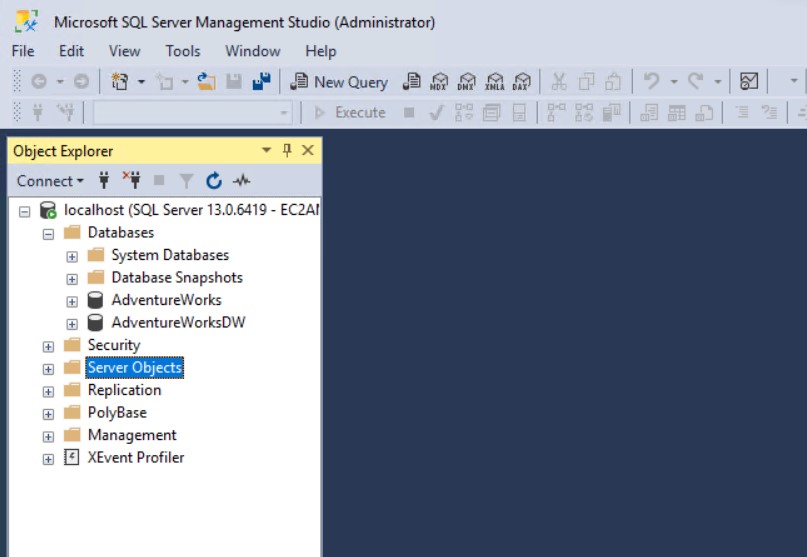 Microsoft SQL Server Management Studio (Administrator)
File Edit View Tools Window Help
New Query MDX DMX XMLA DAX
Execute
Object Explorer
Connect
localhost (SQL Server 13.0.6419 - EC2AM
Databases
System Databases
Database Snapshots
AdventureWorks
AdventureWorksDW
Security
Server Objects
Replication
PolyBase
Management
XEvent Profiler